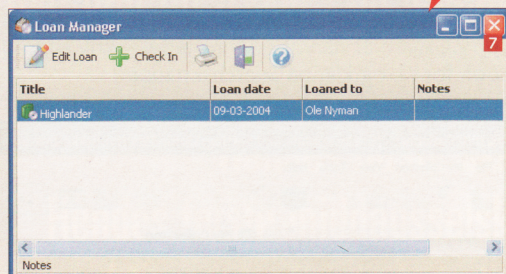 Loan Manager
7
Edit Loan Check In
Title Loan date Loaned to Notes
Highlander 09-03-2004 Ole Nyman
Notes